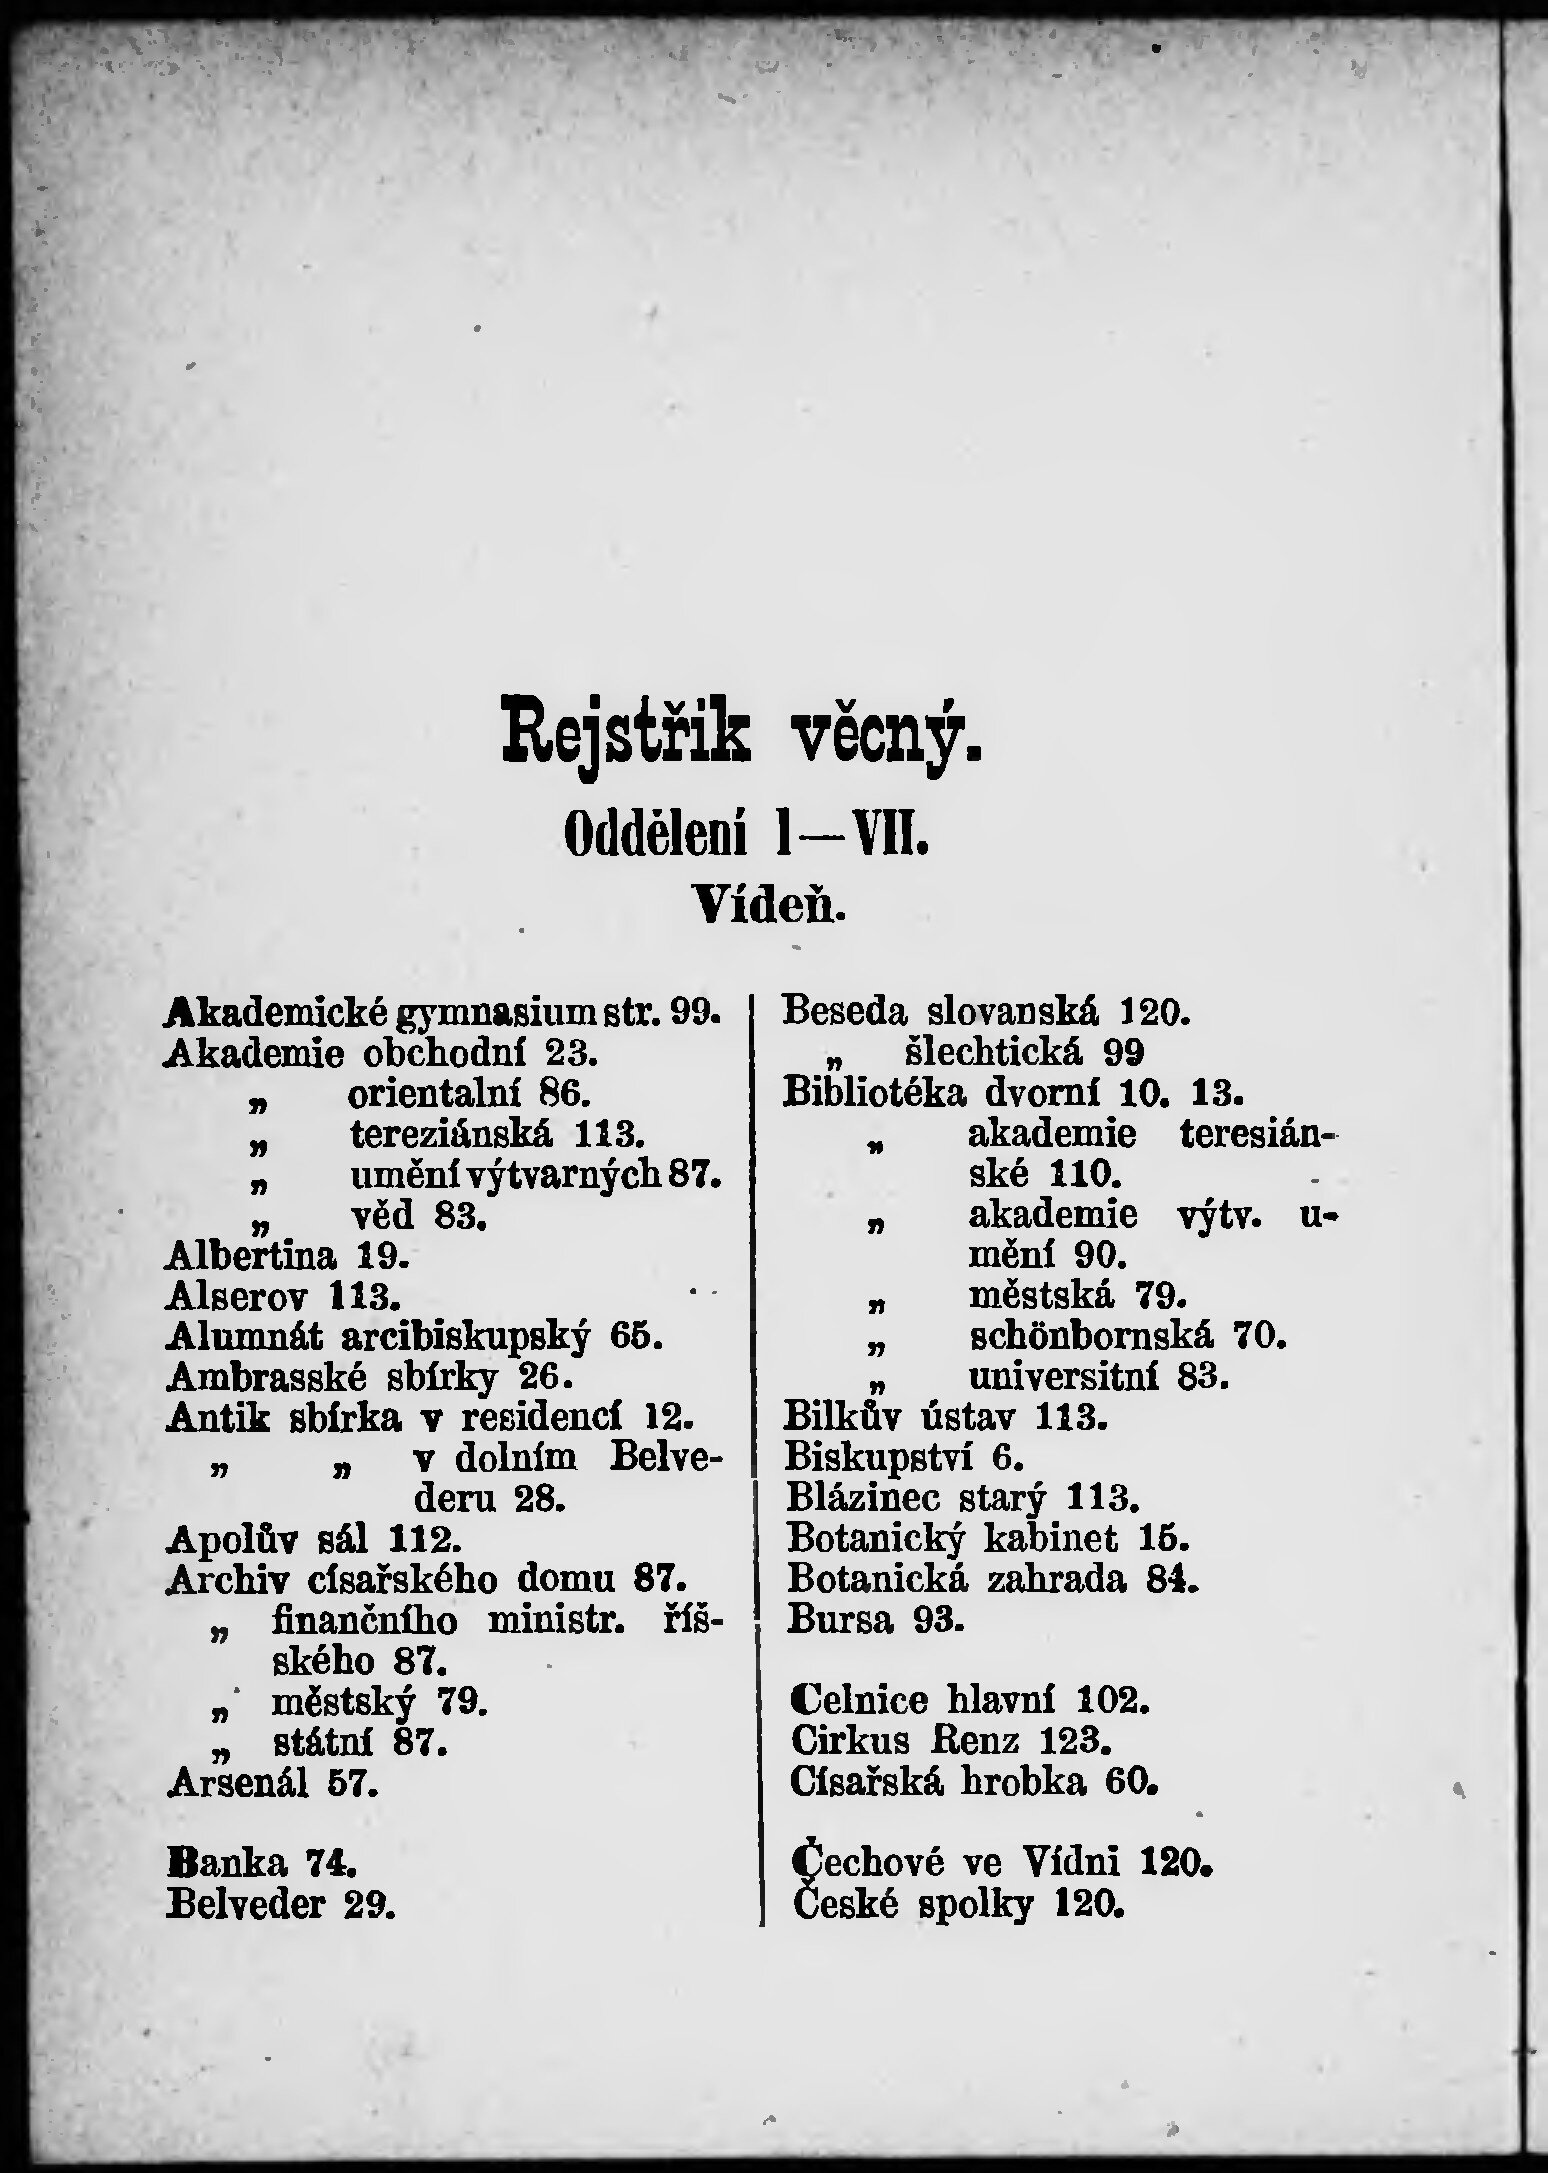 Rejstřik věcný.
Oddělení I—VII.
Vídeň.
Akademické gymnasium str. 99.
Akademie obchodní 23.
„ orientalní 86.
„ tereziánská 113.
„ umění výtvarných 87.
„ věd 83.
Albertina 19.
Alserov 113.
Alumnát arcibiskupský 65.
Ambrasské sbírky 26.
Antik sbírka v residencí 12.
„ „ v dolním Belve-
deru 28.
Apolův sál 112.
Archiv císařského domu 87.
„ finančního ministr. říš-
ského 87.
„ městský 79.
„ státní 87.
Arsenál 57.
Banka 74.
Belveder 29.
Beseda slovanská 120.
„ šlechtická 99
Bibliotéka dvorní 10. 13.
„ akademie teresián-
ské 110.
„ akademie výtv. u-
mění 90.
„ městská 79.
„ schönbornská 70.
„ universitní 83.
Bilkův ústav 113.
Biskupství 6.
Blázinec starý 113.
Botanický kabinet 15.
Botanická zahrada 84.
Bursa 93.
Celnice hlavní 102.
Cirkus Renz 123.
Císařská hrobka 60.
Čechové ve Vídni 120.
České spolky 120.